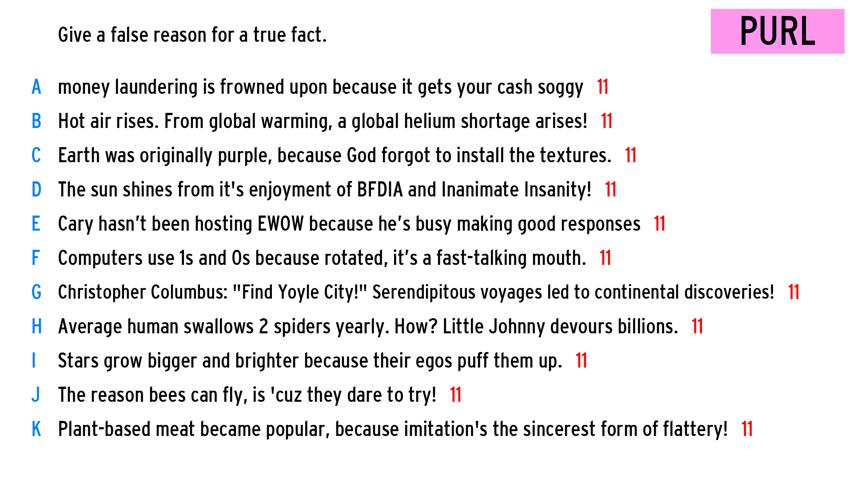 Give a false reason for a true fact.
PURL
A money laundering is frowned upon because it gets your cash soggy 11
B Hot air rises. From global warming, a global helium shortage arises! 11
C Earth was originally purple, because God forgot to install the textures. 11
D The sun shines from it's enjoyment of BFDIA and Inanimate Insanity! 11
E Cary hasn't been hosting EWOW because he's busy making good responses 11
F Computers use 1s and 0s because rotated, it's a fast-talking mouth. 11
G Christopher Columbus: "Find Yoyle City!" Serendipitous voyages led to continental discoveries! 11
H Average human swallows 2 spiders yearly. How? Little Johnny devours billions. 11
I Stars grow bigger and brighter because their egos puff them up. 11
J The reason bees can fly, is 'cuz they dare to try! 11
K Plant-based meat became popular, because imitation's the sincerest form of flattery! 11